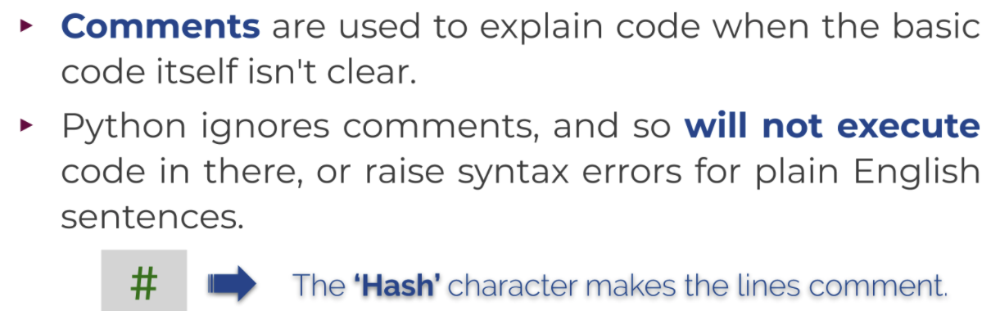 Comments are used to explain code when the basic
code itself isn't clear.
Python ignores comments, and so will not execute
code in there, or raise syntax errors for plain English
sentences.
# The ‘Hash’ character makes the lines comment.